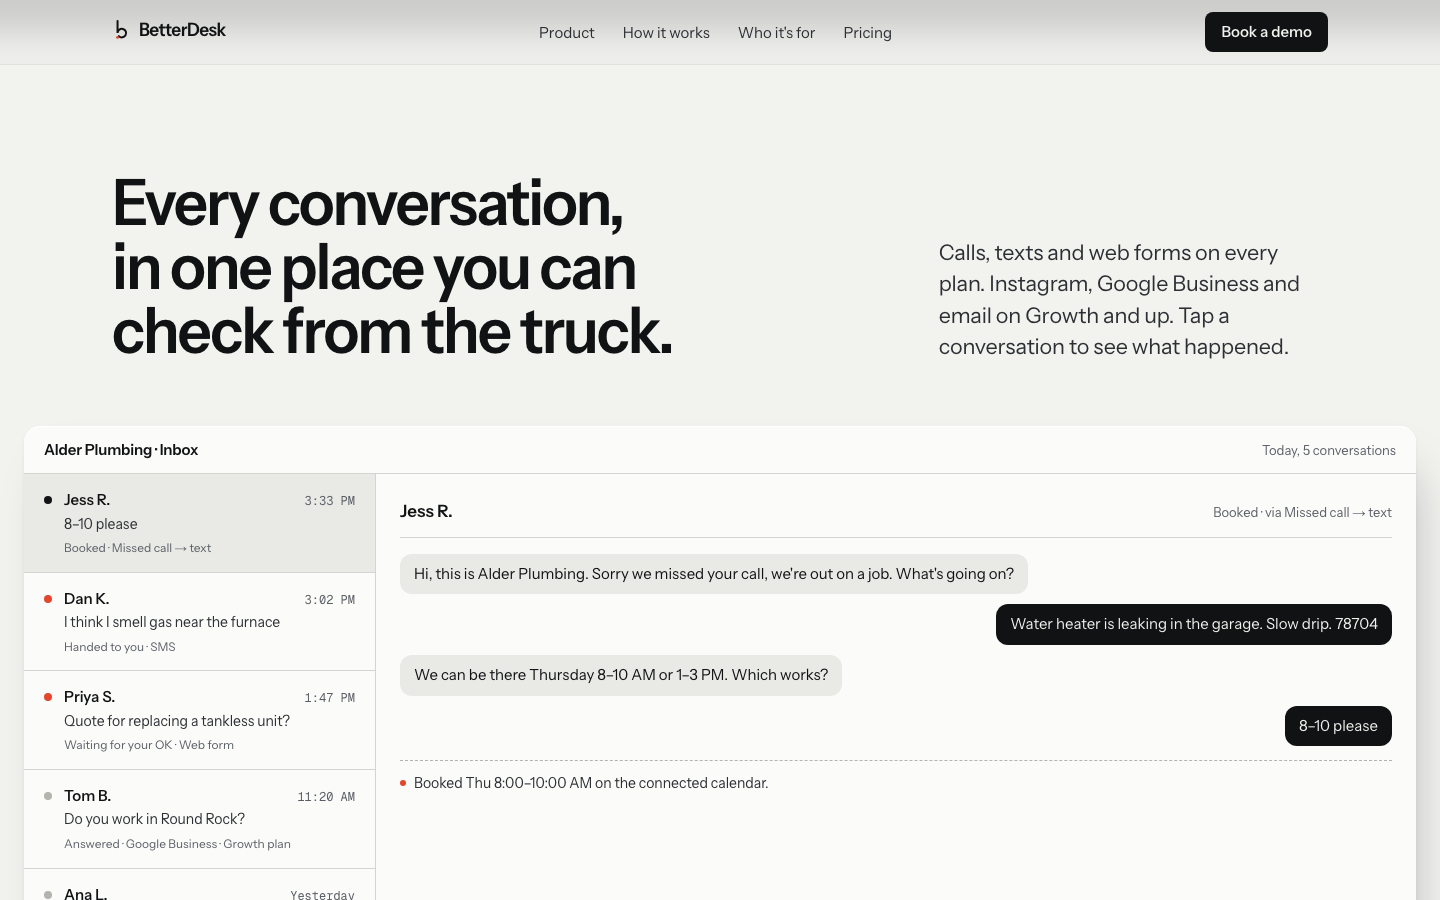 BetterDesk
Product
How it works
Who it's for
Pricing
Book a demo
Every conversation,
in one place you can
check from the truck.
Calls, texts and web forms on every
plan. Instagram, Google Business and
email on Growth and up. Tap a
conversation to see what happened.
Alder Plumbing · Inbox
Today, 5 conversations
Jess R.
3:33 PM
8–10 please
Booked · Missed call → text
Dan K.
3:02 PM
I think I smell gas near the furnace
Handed to you · SMS
Priya S.
1:47 PM
Quote for replacing a tankless unit?
Waiting for your OK · Web form
Tom B.
11:20 AM
Do you work in Round Rock?
Answered · Google Business · Growth plan
Ana L.
Yesterday
Jess R.
Booked · via Missed call → text
Hi, this is Alder Plumbing. Sorry we missed your call, we're out on a job. What's going on?
Water heater is leaking in the garage. Slow drip. 78704
We can be there Thursday 8–10 AM or 1–3 PM. Which works?
8–10 please
Booked Thu 8:00–10:00 AM on the connected calendar.